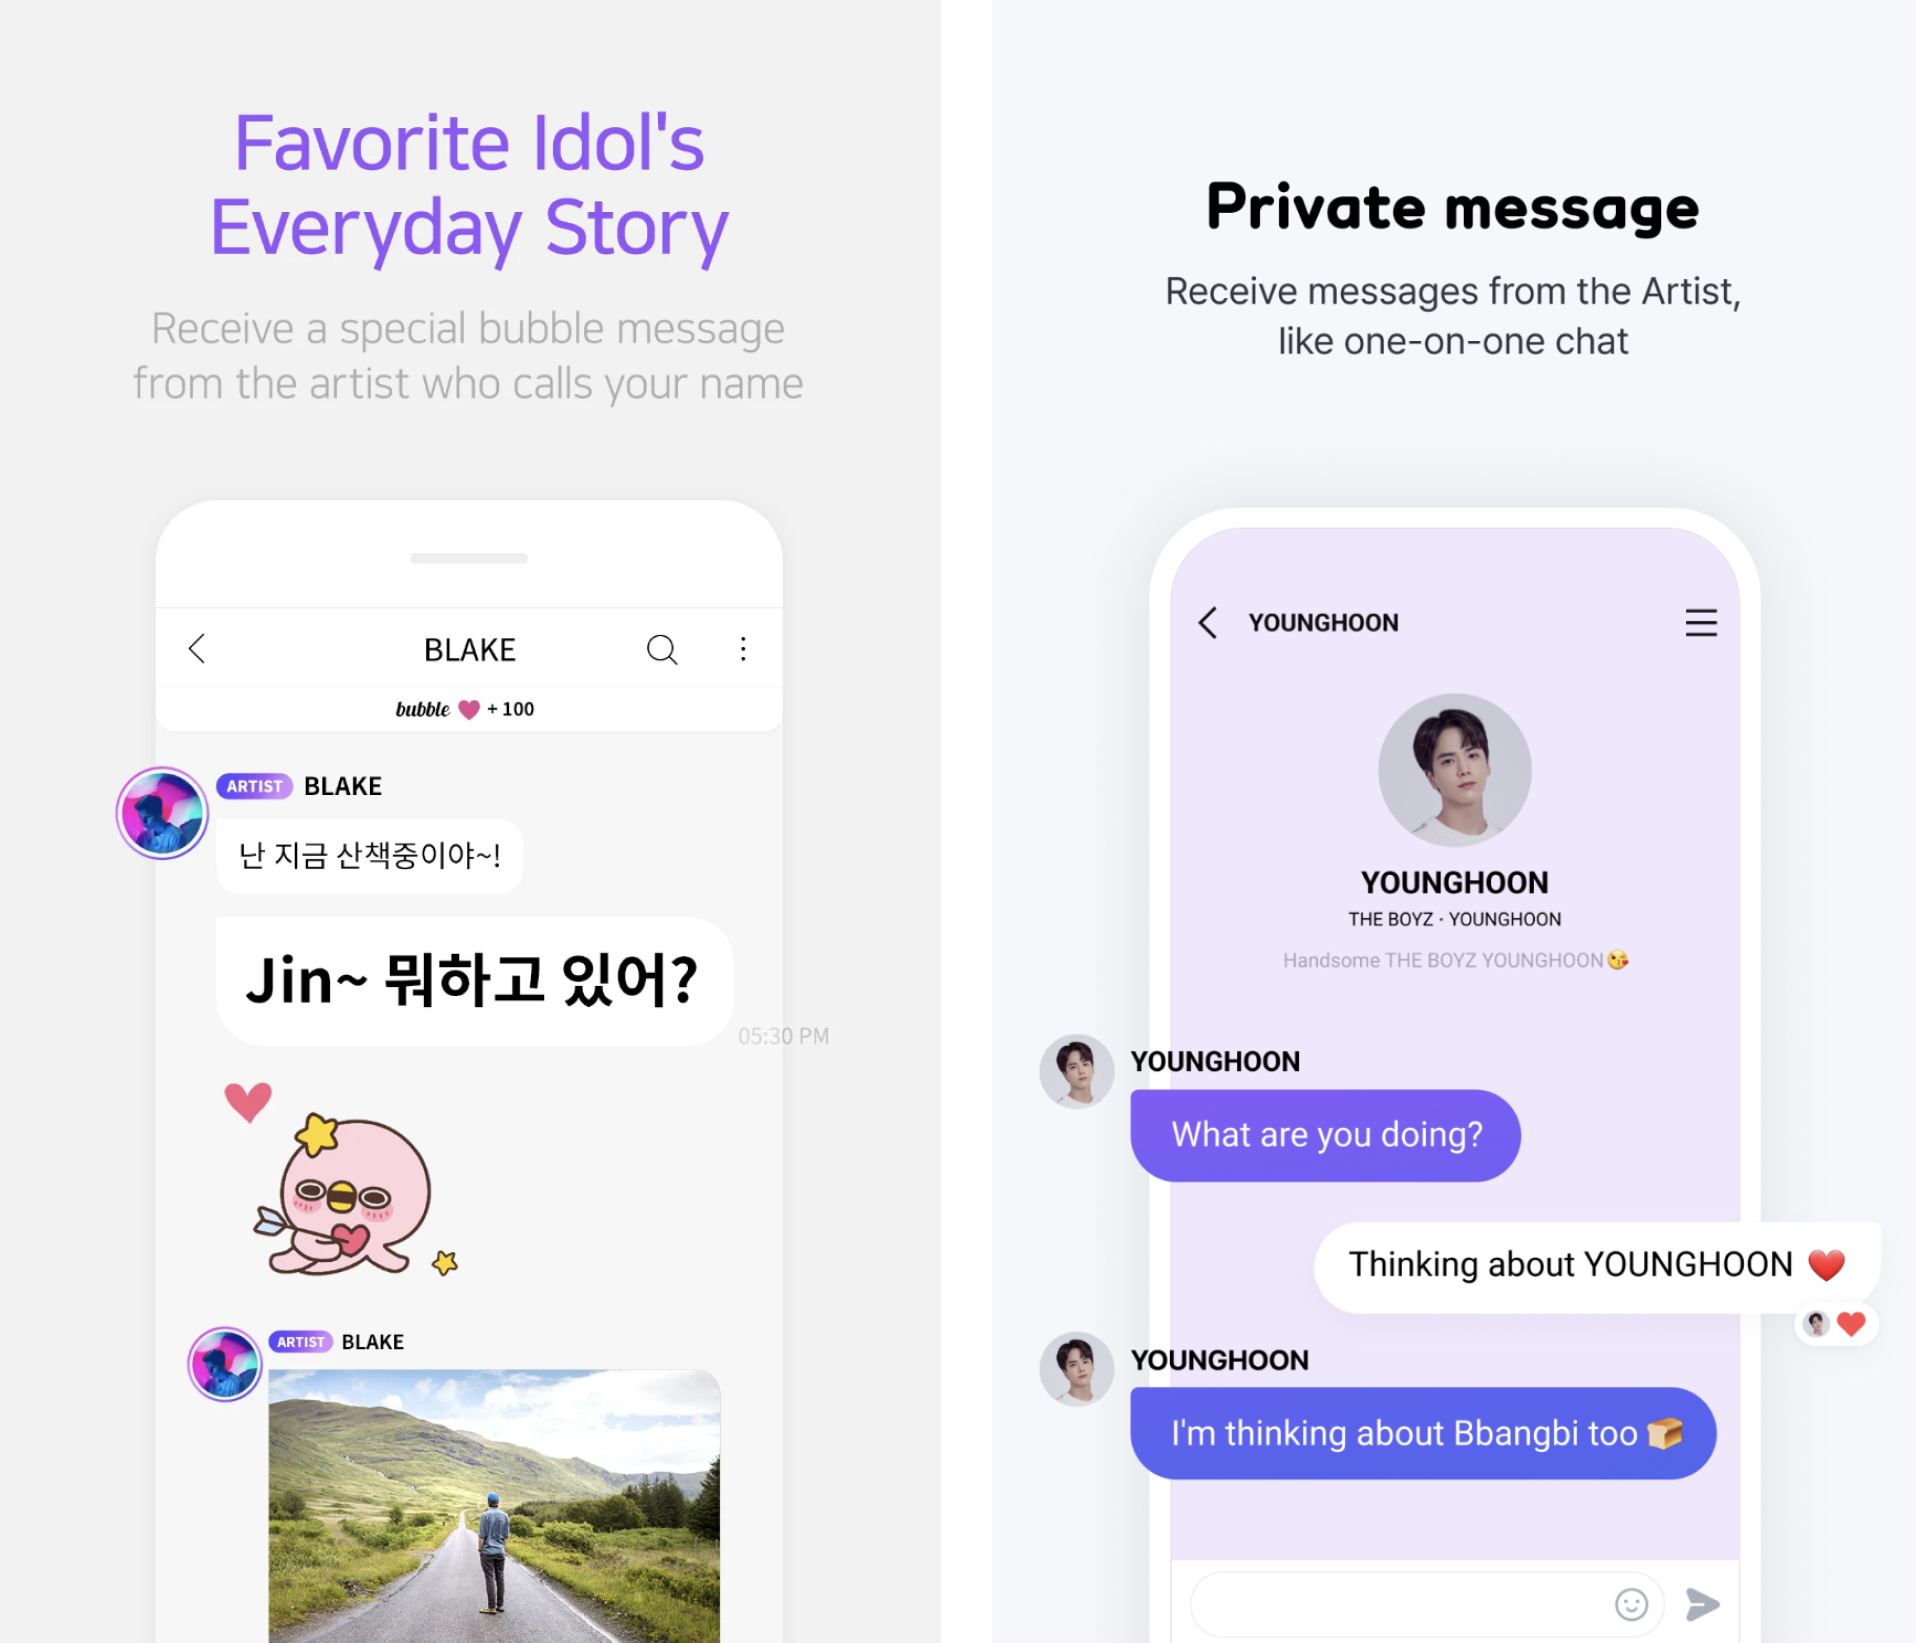 Favorite Idol's
Everyday Story
Receive a special bubble message
from the artist who calls your name
BLAKE
bubble + 100
ARTIST BLAKE
난 지금 산책중이야~!
Jin~ 뭐하고 있어?
05:30 PM
ARTIST BLAKE
Private message
Receive messages from the Artist,
like one-on-one chat
YOUNGHOON
YOUNGHOON
THE BOYZ · YOUNGHOON
Handsome THE BOYZ YOUNGHOON😘
YOUNGHOON
What are you doing?
Thinking about YOUNGHOON ❤️
YOUNGHOON
I'm thinking about Bbangbi too 🍞